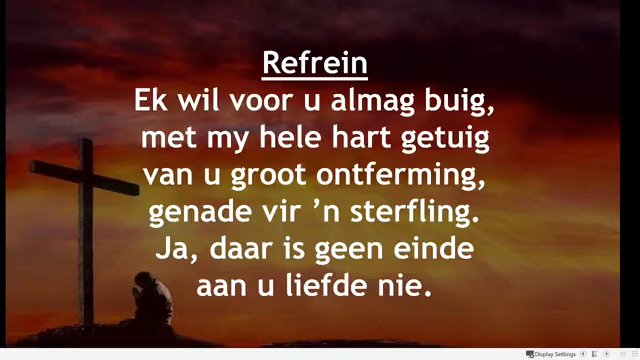 Refrein
Ek wil voor u almag buig,
met my hele hart getuig
van u groot ontferming,
genade vir ’n sterfling.
Ja, daar is geen einde
aan u liefde nie.
Display Settings